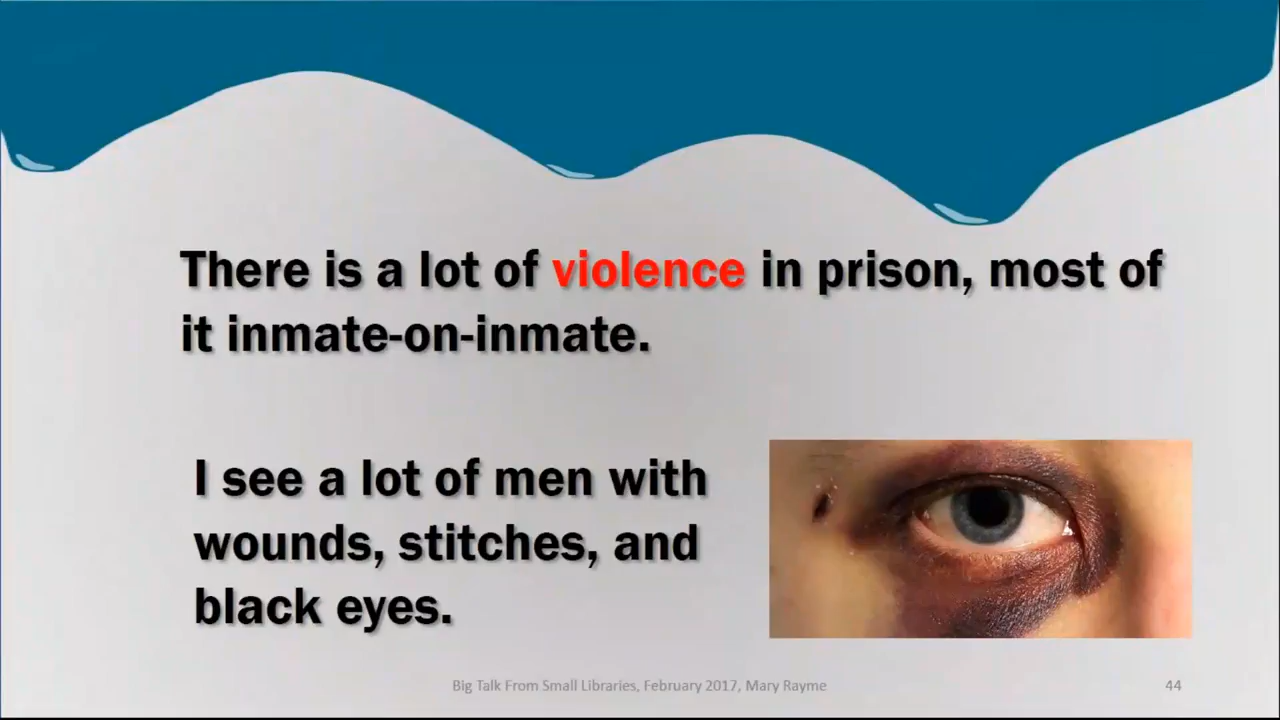 There is a lot of violence in prison, most of
it inmate-on-inmate.
I see a lot of men with
wounds, stitches, and
black eyes.
Big Talk From Small Libraries, February 2017, Mary Rayme
44